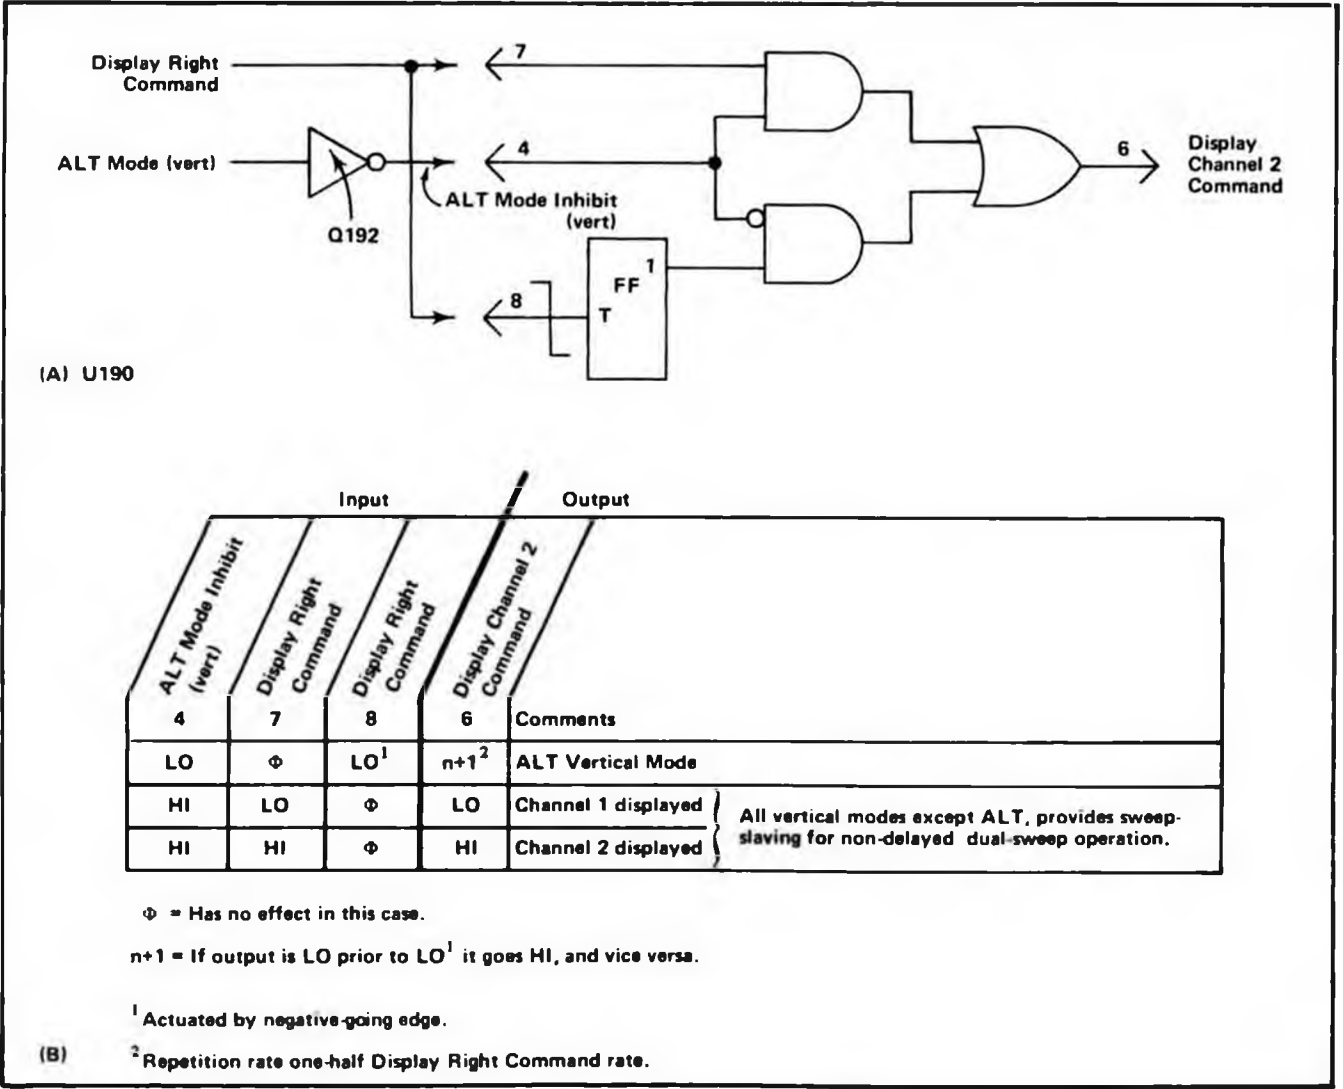 Display Right
Command
7
ALT Mode (vert)
4
6
Display
Channel 2
Command
ALT Mode Inhibit
(vert)
Q192
1
FF
8
T
(A) U190
Input
Output
ALT Mode Inhibit
(vert)
Display Right
Command
Display Right
Command
Display Channel 2
Command
4 7 8 6 Comments
LO Φ LO¹ n+1² ALT Vertical Mode
HI LO Φ LO Channel 1 displayed
HI HI Φ HI Channel 2 displayed
All vertical modes except ALT, provides sweep-
slaving for non-delayed dual-sweep operation.
Φ = Has no effect in this case.
n+1 = If output is LO prior to LO¹ it goes HI, and vice versa.
¹ Actuated by negative-going edge.
(B)
² Repetition rate one-half Display Right Command rate.